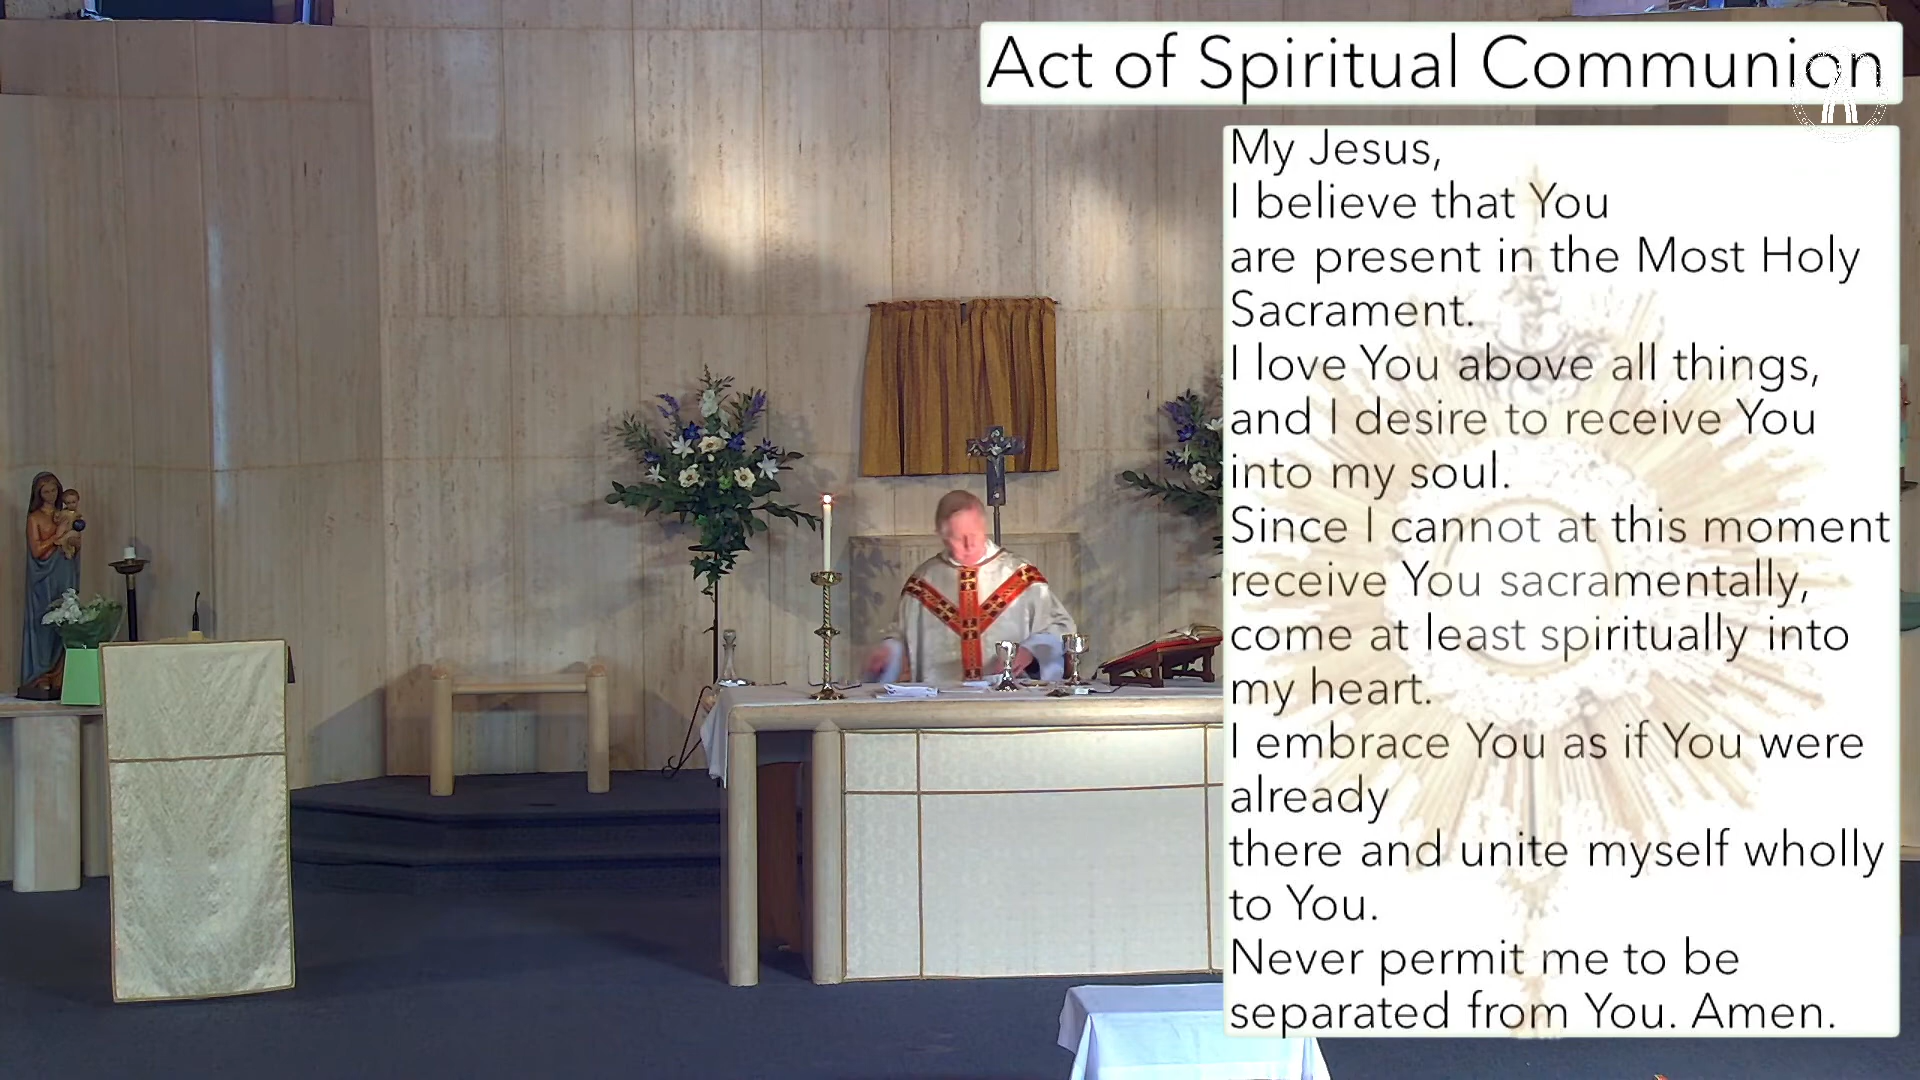 Act of Spiritual Communion
My Jesus,
I believe that You
are present in the Most Holy
Sacrament.
I love You above all things,
and I desire to receive You
into my soul.
Since I cannot at this moment
receive You sacramentally,
come at least spiritually into
my heart.
I embrace You as if You were
already
there and unite myself wholly
to You.
Never permit me to be
separated from You. Amen.